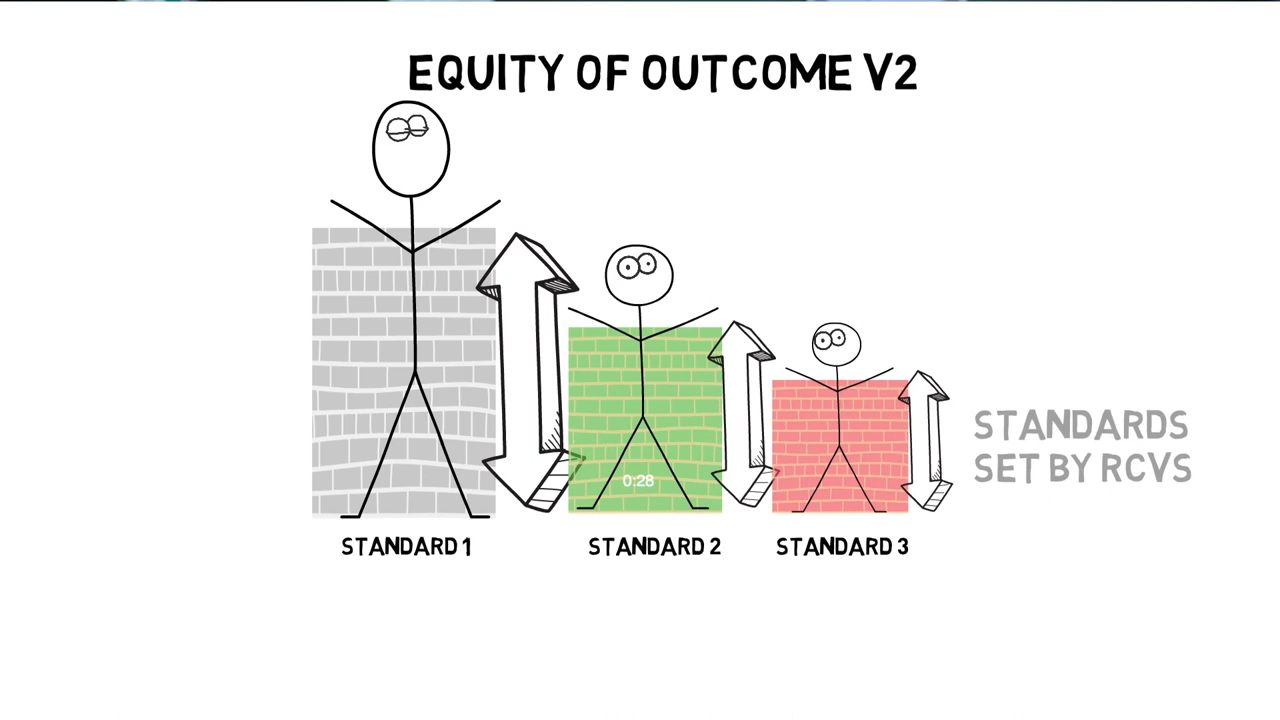 EQUITY OF OUTCOME V2
0:28
STANDARDS
SET BY RCVS
STANDARD 1
STANDARD 2
STANDARD 3